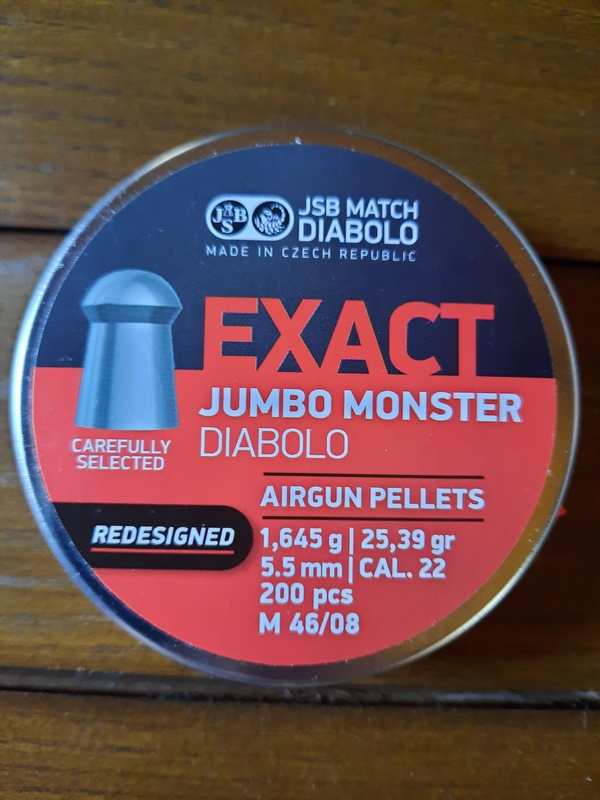 JSB
JSB MATCH
DIABOLO
MADE IN CZECH REPUBLIC
EXACT
JUMBO MONSTER
DIABOLO
CAREFULLY
SELECTED
AIRGUN PELLETS
REDESIGNED
1,645 g | 25,39 gr
5.5 mm | CAL. 22
200 pcs
M 46/08